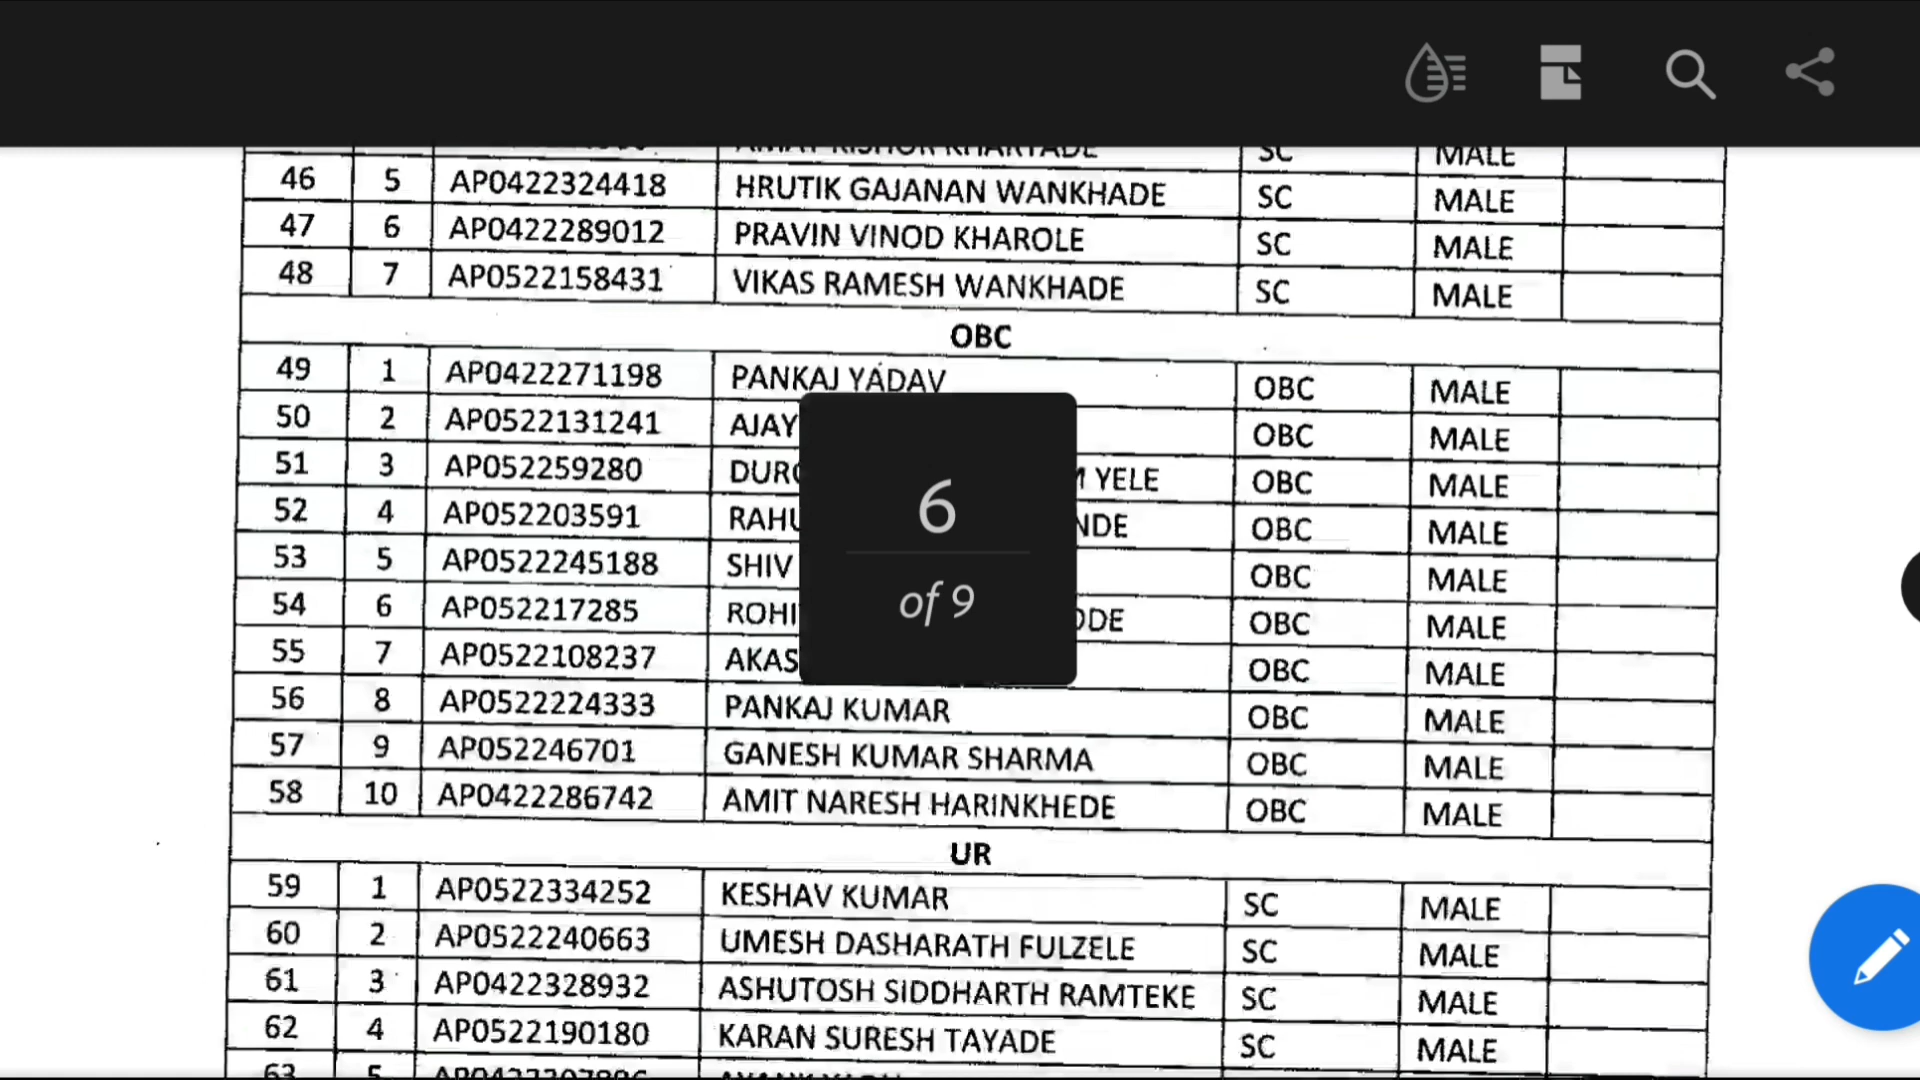 SC MALE
46 5 AP0422324418 HRUTIK GAJANAN WANKHADE SC MALE
47 6 AP0422289012 PRAVIN VINOD KHAROLE SC MALE
48 7 AP0522158431 VIKAS RAMESH WANKHADE SC MALE
OBC
49 1 AP0422271198 PANKAJ YADAV OBC MALE
50 2 AP0522131241 AJAY OBC MALE
51 3 AP052259280 YELE OBC MALE
52 4 AP052203591 OBC MALE
53 5 AP0522245188 SHIV OBC MALE
54 6 AP052217285 OBC MALE
55 7 AP0522108237 OBC MALE
56 8 AP0522224333 PANKAJ KUMAR OBC MALE
57 9 AP052246701 GANESH KUMAR SHARMA OBC MALE
58 10 AP0422286742 AMIT NARESH HARINKHEDE OBC MALE
UR
59 1 AP0522334252 KESHAV KUMAR SC MALE
60 2 AP0522240663 UMESH DASHARATH FULZELE SC MALE
61 3 AP0422328932 ASHUTOSH SIDDHARTH RAMTEKE SC MALE
62 4 AP0522190180 KARAN SURESH TAYADE SC MALE
63 5
6
of 9